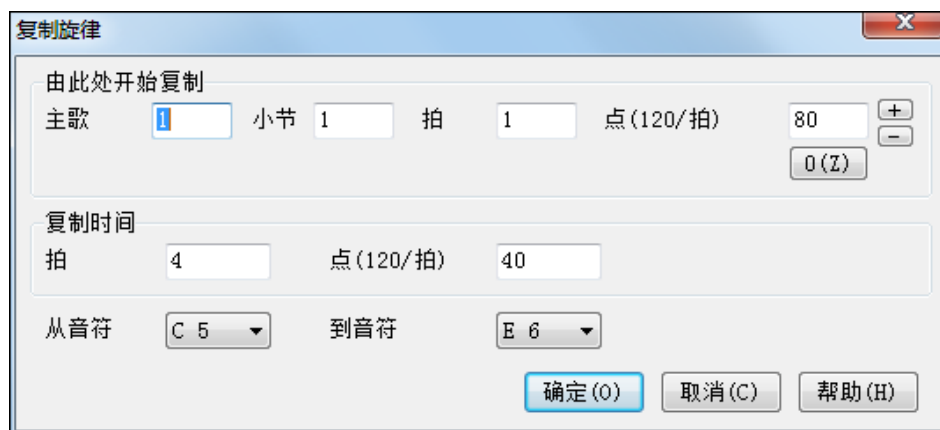 复制旋律
由此处开始复制
主歌 1 小节 1 拍 1 点(120/拍) 80 + -
0(Z)
复制时间
拍 4 点(120/拍) 40
从音符 C 5 到音符 E 6
确定(O) 取消(C) 帮助(H)